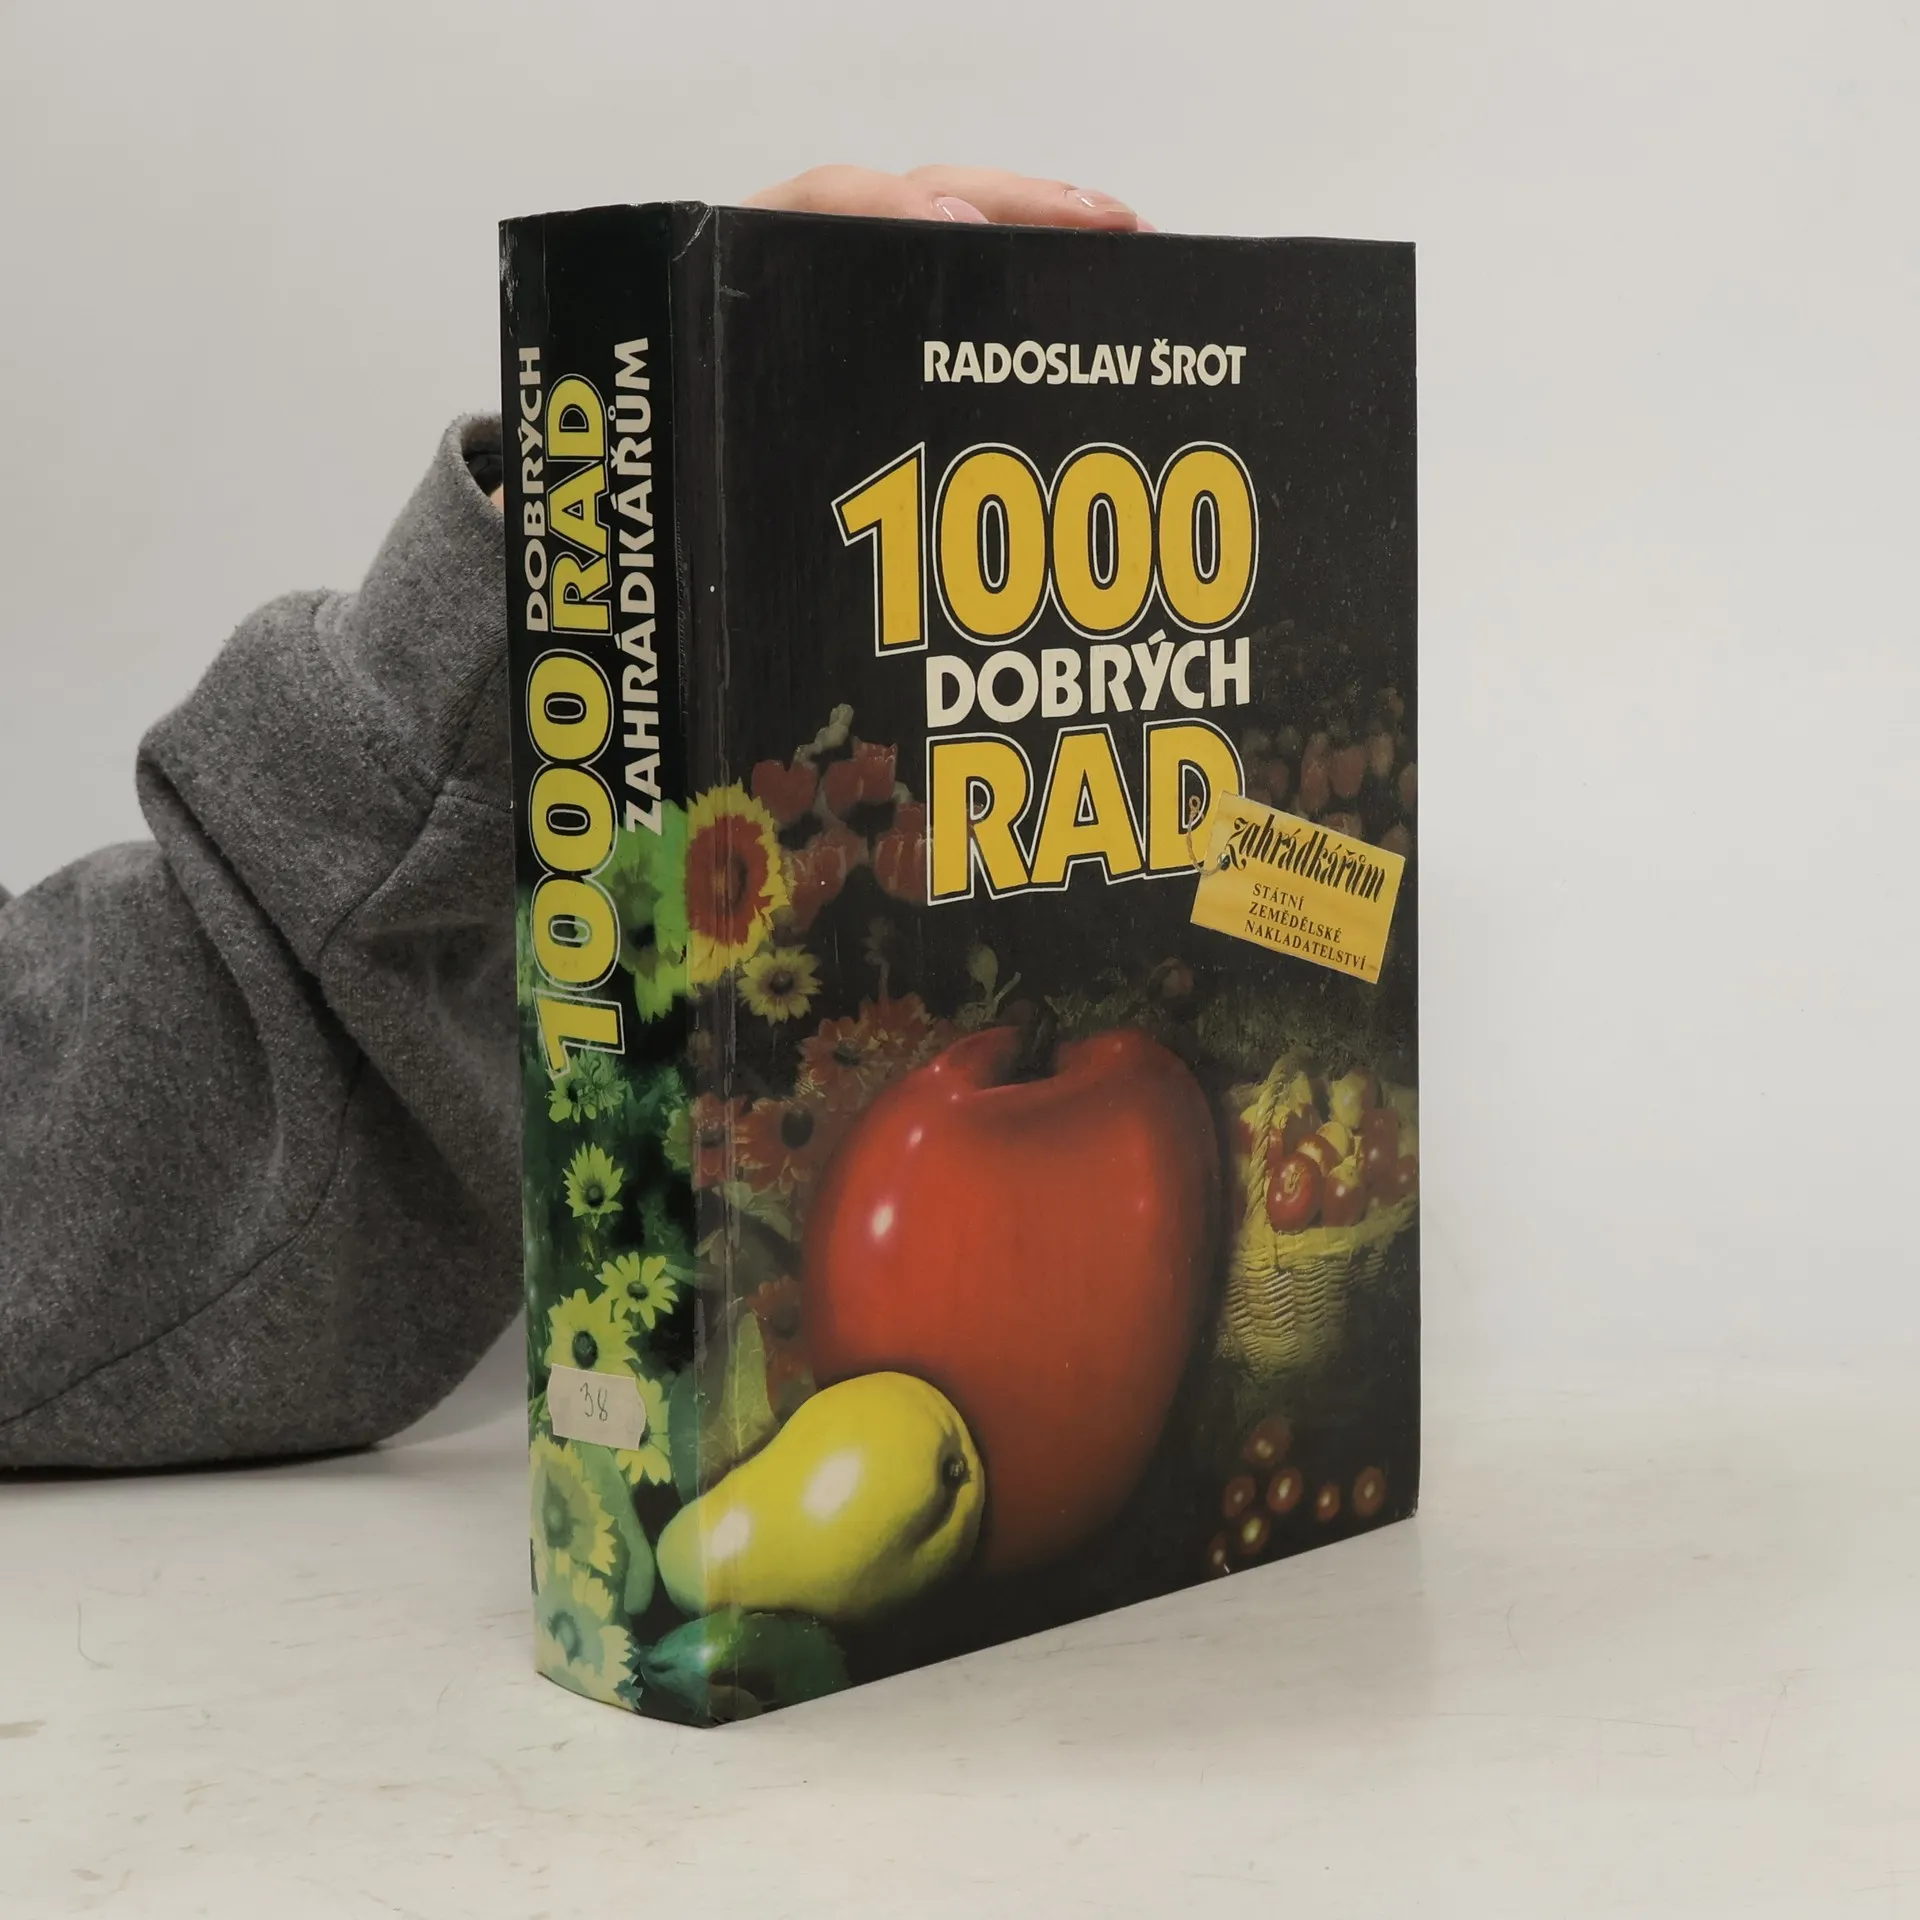 DOBRÝCH
1000 RAD
ZAHRÁDKÁŘŮM
38
RADOSLAV ŠROT
1000
DOBRÝCH
RAD
zahrádkářům
STÁTNÍ
ZEMĚDĚLSKÉ
NAKLADATELSTVÍ